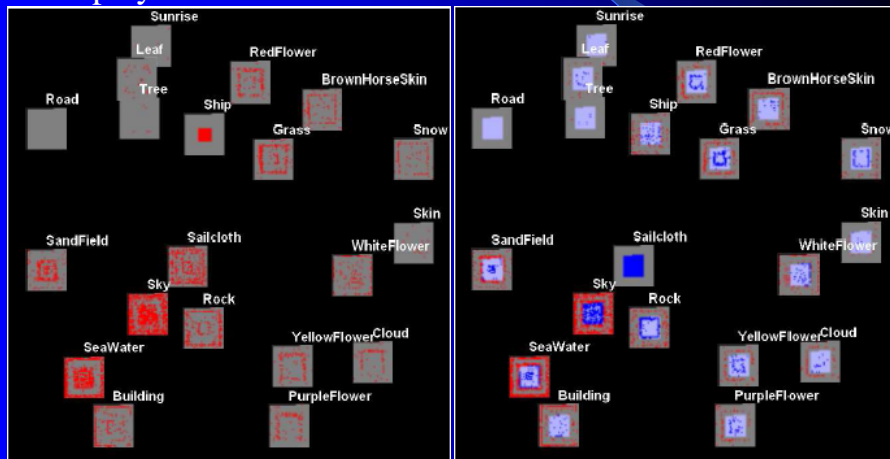 Sunrise
Leaf
RedFlower
Tree
BrownHorseSkin
Road
Ship
Grass
Snow
Skin
SandField
Sailcloth
WhiteFlower
Sky
Rock
YellowFlower
Cloud
SeaWater
Building
PurpleFlower
Sunrise
Leaf
RedFlower
Tree
BrownHorseSkin
Road
Ship
Grass
Snow
Skin
SandField
Sailcloth
WhiteFlower
Sky
Rock
YellowFlower
Cloud
SeaWater
Building
PurpleFlower